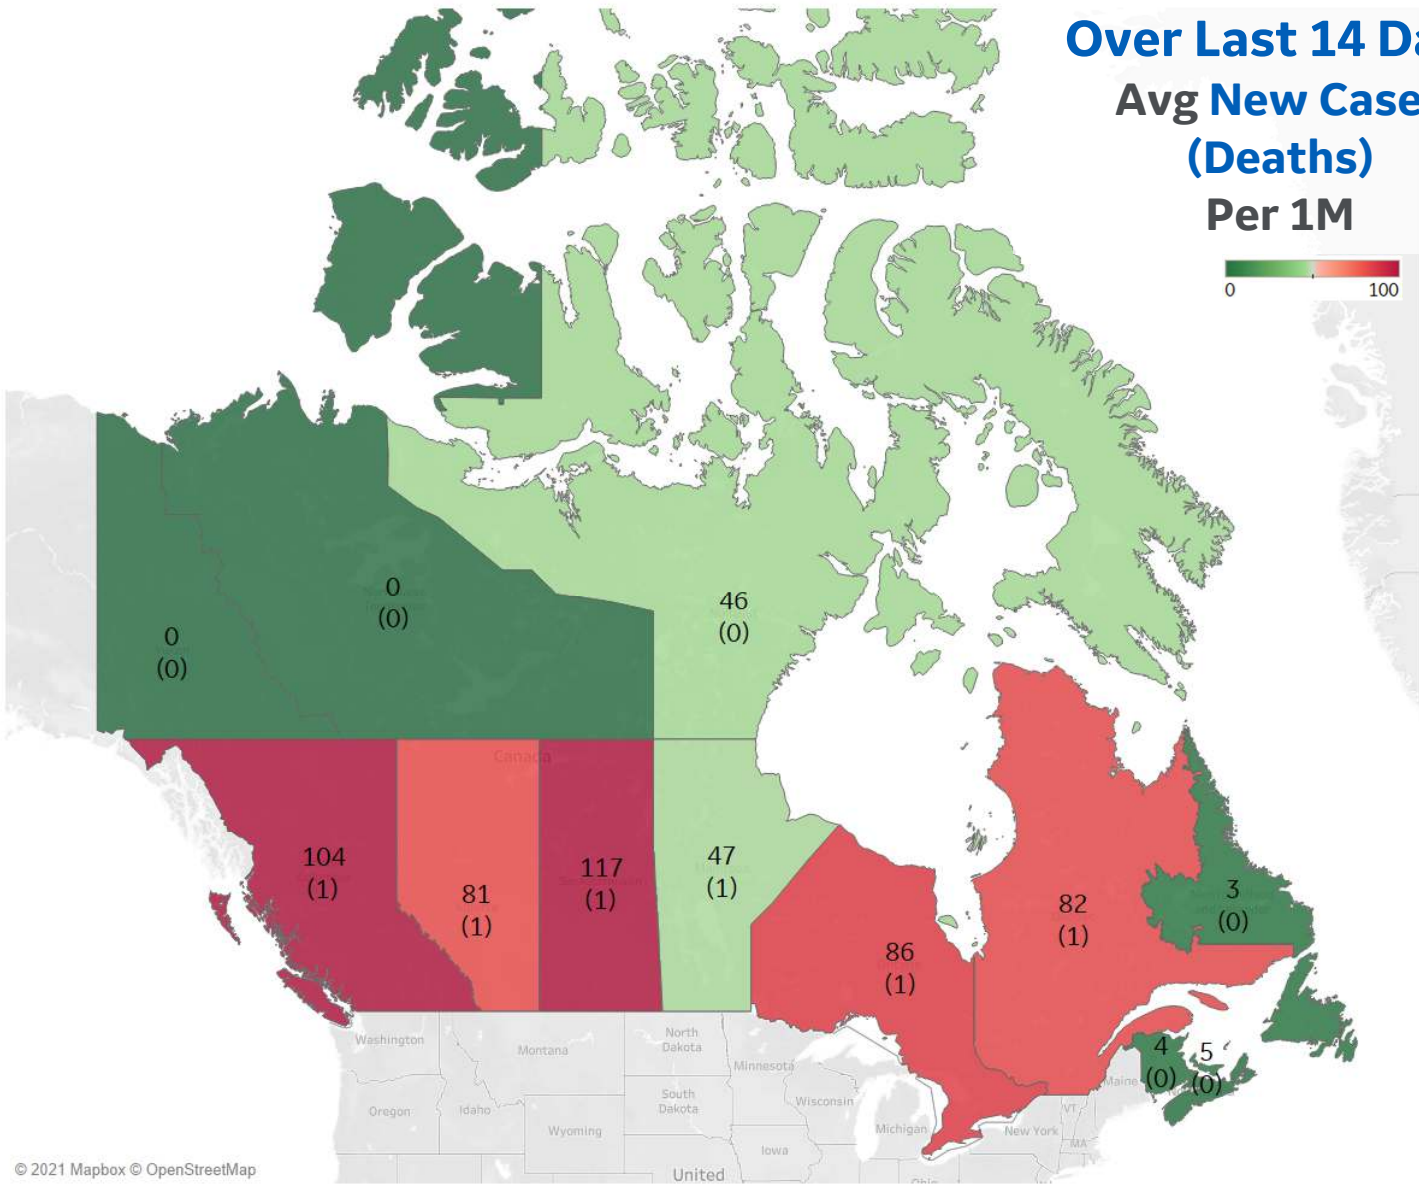 Over Last 14 Da
Avg New Case
(Deaths)
Per 1M
0
100
0
(0)
46
(0)
0
(0)
Canada
104
(1)
81
(1)
117
(1)
47
(1)
86
(1)
82
(1)
3
(0)
4
(0)
5
(0)
Washington
Montana
North
Dakota
Minnesota
Maine
Oregon
Idaho
South
Dakota
Wisconsin
Michigan
New York
VT
MA
Wyoming
Iowa
United
Ohio
© 2021 Mapbox © OpenStreetMap